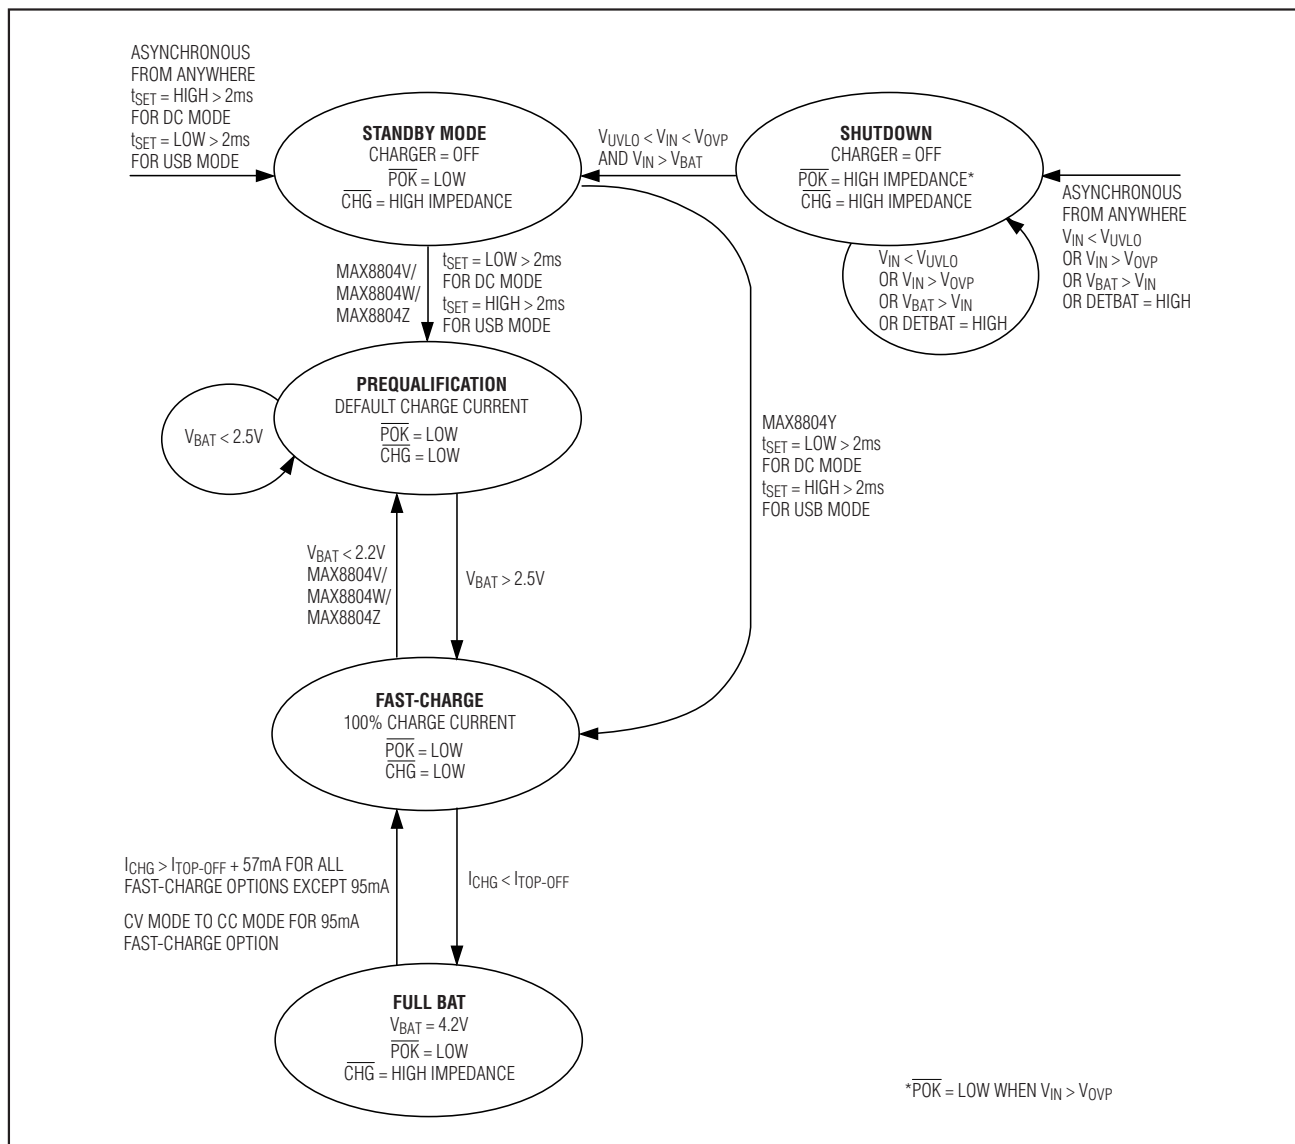 ASYNCHRONOUS
FROM ANYWHERE
tSET = HIGH > 2ms
FOR DC MODE
tSET = LOW > 2ms
FOR USB MODE
STANDBY MODE
CHARGER = OFF
POK = LOW
CHG = HIGH IMPEDANCE
VUVLO < VIN < VOVP
AND VIN > VBAT
SHUTDOWN
CHARGER = OFF
POK = HIGH IMPEDANCE*
CHG = HIGH IMPEDANCE
ASYNCHRONOUS
FROM ANYWHERE
VIN < VUVLO
OR VIN > VOVP
OR VBAT > VIN
OR DETBAT = HIGH
VIN < VUVLO
OR VIN > VOVP
OR VBAT > VIN
OR DETBAT = HIGH
MAX8804V/
MAX8804W/
MAX8804Z
tSET = LOW > 2ms
FOR DC MODE
tSET = HIGH > 2ms
FOR USB MODE
PREQUALIFICATION
DEFAULT CHARGE CURRENT
POK = LOW
CHG = LOW
VBAT < 2.5V
MAX8804Y
tSET = LOW > 2ms
FOR DC MODE
tSET = HIGH > 2ms
FOR USB MODE
VBAT < 2.2V
MAX8804V/
MAX8804W/
MAX8804Z
VBAT > 2.5V
FAST-CHARGE
100% CHARGE CURRENT
POK = LOW
CHG = LOW
ICHG > ITOP-OFF + 57mA FOR ALL
FAST-CHARGE OPTIONS EXCEPT 95mA
CV MODE TO CC MODE FOR 95mA
FAST-CHARGE OPTION
ICHG < ITOP-OFF
FULL BAT
VBAT = 4.2V
POK = LOW
CHG = HIGH IMPEDANCE
*POK = LOW WHEN VIN > VOVP